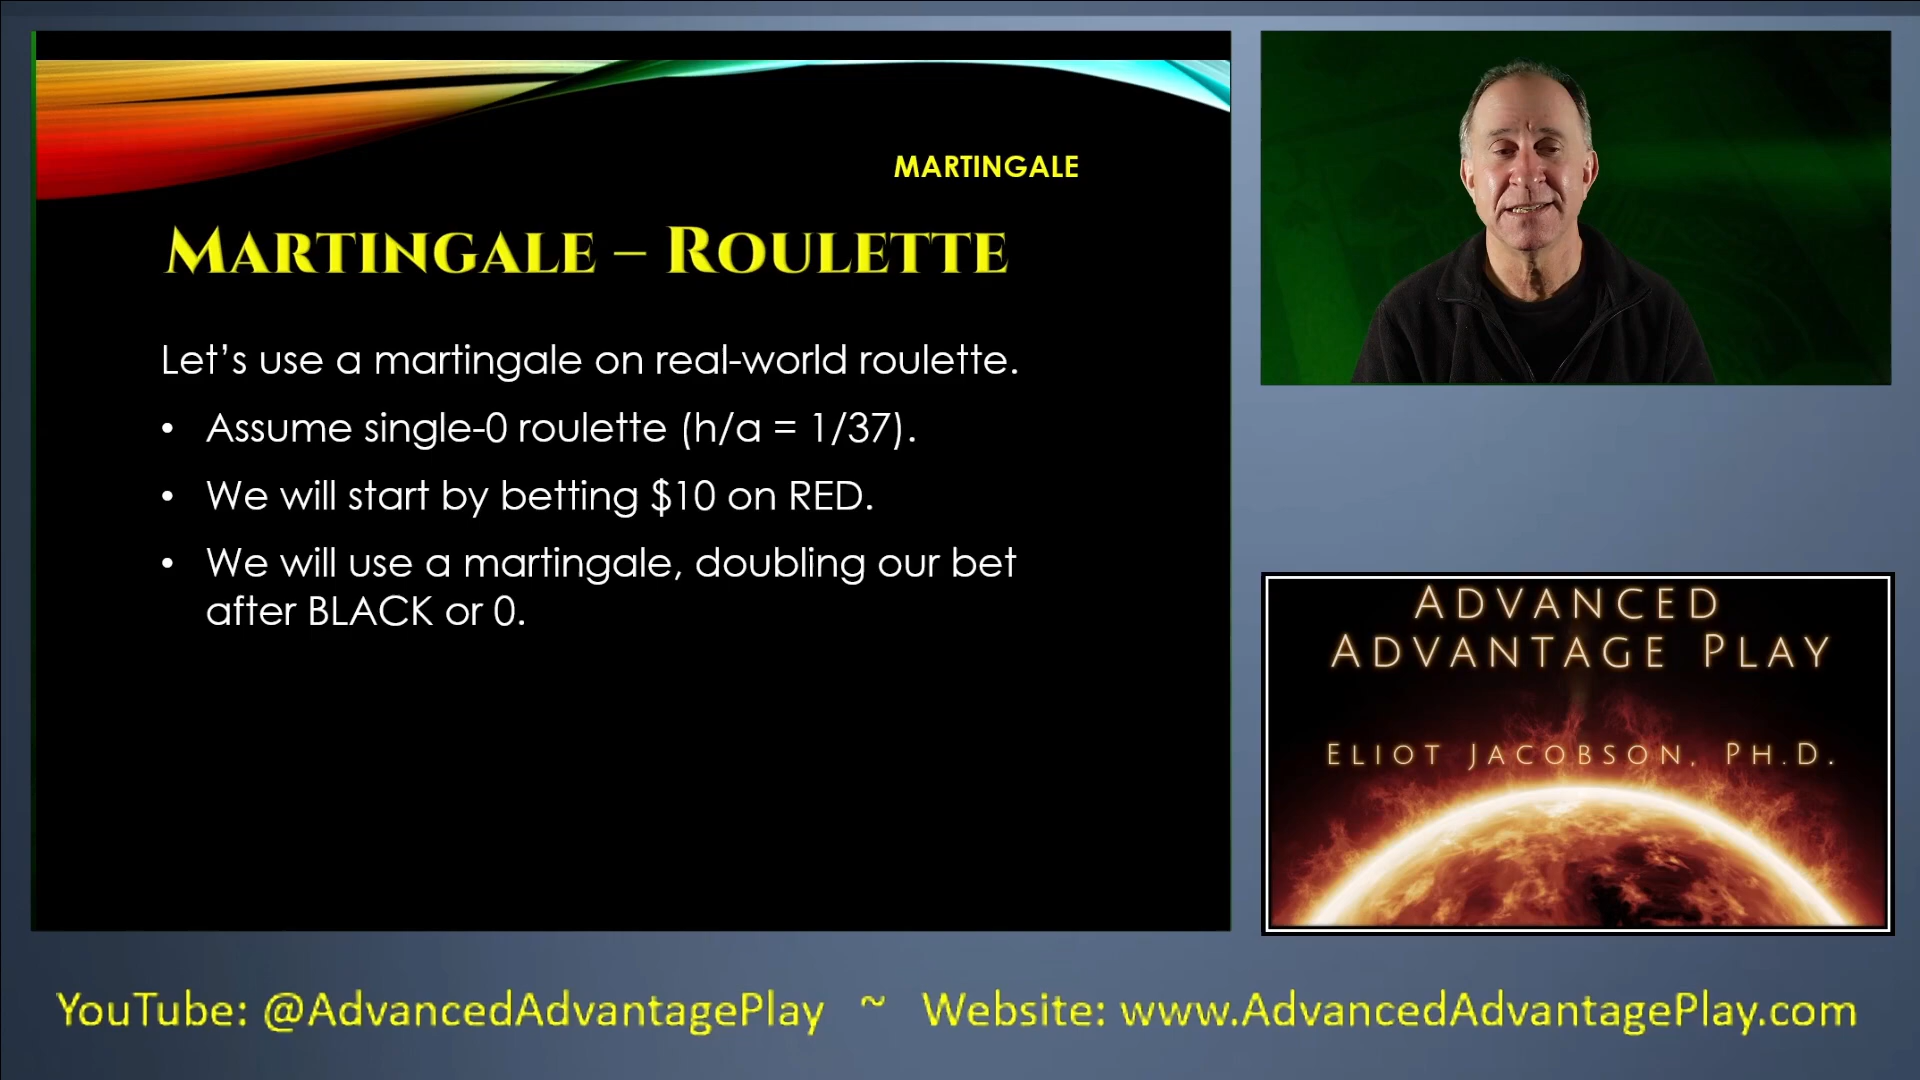 MARTINGALE
MARTINGALE – ROULETTE
Let’s use a martingale on real-world roulette.
• Assume single-0 roulette (h/a = 1/37).
• We will start by betting $10 on RED.
• We will use a martingale, doubling our bet
after BLACK or 0.
ADVANCED
ADVANTAGE PLAY
ELIOT JACOBSON, PH.D.
YouTube: @AdvancedAdvantagePlay ~ Website: www.AdvancedAdvantagePlay.com